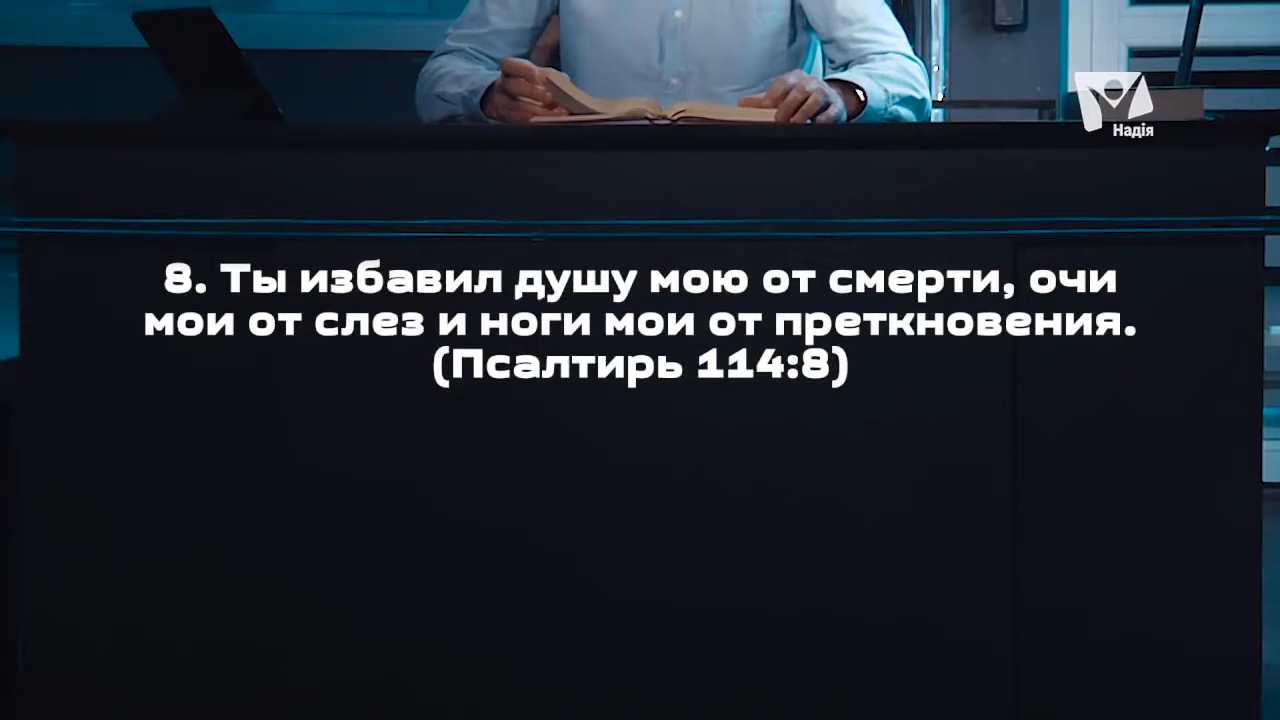 Надія
8. Ты избавил душу мою от смерти, очи
мои от слез и ноги мои от преткновения.
(Псалтирь 114:8)